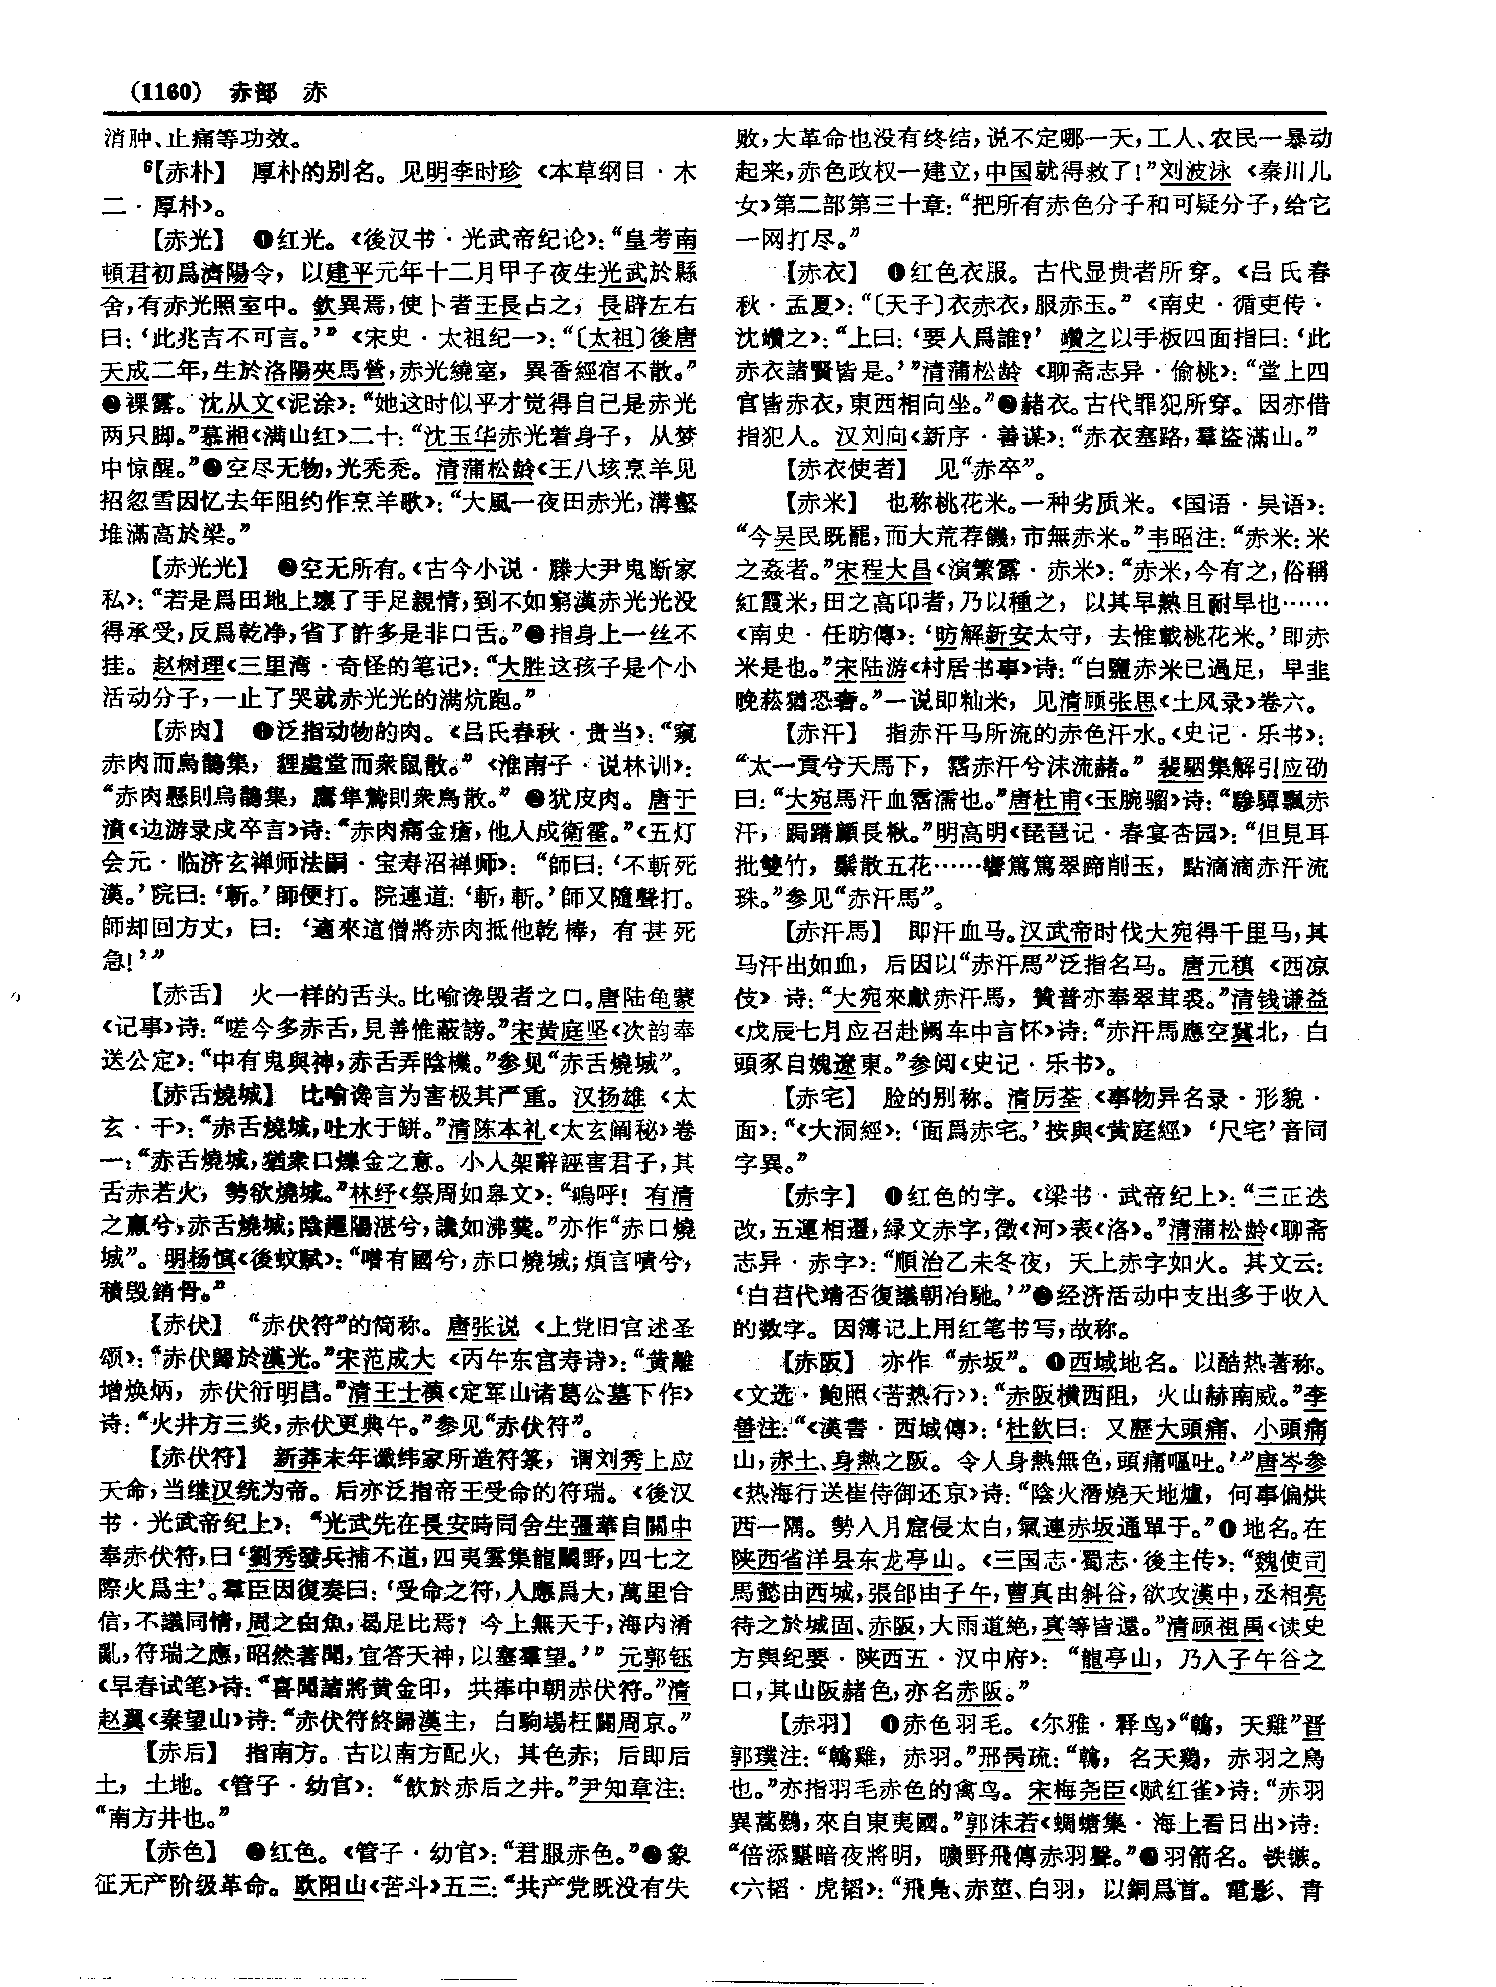 (1160) 赤部 赤
消肿、止痛等功效。
6【赤朴】 厚朴的别名。见明李时珍《本草纲目·木
二·厚朴》。
【赤光】 ❶红光。《後汉书·光武帝纪论》：“皇考南
頓君初爲濟陽令，以建平元年十二月甲子夜生光武於縣
舍，有赤光照室中。欽異焉，使卜者王長占之，長辟左右
曰：‘此兆吉不可言。’”《宋史·太祖纪一》：“〔太祖〕後唐
天成二年，生於洛陽夾馬營，赤光繞室，異香經宿不散。”
❷裸露。沈从文《泥涂》：“她这时似乎才觉得自己是赤光
两只脚。”慕湘《满山红》二十：“沈玉华赤光着身子，从梦
中惊醒。”❸空尽无物，光秃秃。清蒲松龄《王八垓烹羊见
招忽雪因忆去年阻约作烹羊歌》：“大風一夜田赤光，溝壑
堆滿高於梁。”
【赤光光】 ❶空无所有。《古今小说·滕大尹鬼断家
私》：“若是爲田地上壞了手足親情，到不如窮漢赤光光没
得承受，反爲乾净，省了許多是非口舌。”❷指身上一丝不
挂。赵树理《三里湾·奇怪的笔记》：“大胜这孩子是个小
活动分子，一止了哭就赤光光的满炕跑。”
【赤肉】 ❶泛指动物的肉。《吕氏春秋·贵当》：“窺
赤肉而烏鵲集，貍處堂而衆鼠散。”《淮南子·说林训》：
“赤肉懸則烏鵲集，鷹隼鷙則衆鳥散。”❷犹皮肉。唐于
濆《边游录戍卒言》诗：“赤肉痛金瘡，他人成衛霍。”《五灯
会元·临济玄禅师法嗣·宝寿沼禅师》：“師曰：‘不斬死
漢。’院曰：‘斬。’師便打。院連道：‘斬，斬。’師又隨聲打。
師却回方丈，曰：‘適來這僧將赤肉抵他乾棒，有甚死
急！’”
【赤舌】 火一样的舌头。比喻谗毁者之口。唐陆龟蒙
《记事》诗：“嗟今多赤舌，見善惟蔽謗。”宋黄庭坚《次韵奉
送公定》：“中有鬼與神，赤舌弄陰機。”参见“赤舌燒城”。
【赤舌燒城】 比喻谗言为害极其严重。汉扬雄《太
玄·干》：“赤舌燒城，吐水于缾。”清陈本礼《太玄阐秘》卷
一：“赤舌燒城，猶衆口爍金之意。小人架辭誣害君子，其
舌赤若火，勢欲燒城。”林纾《祭周如皋文》：“嗚呼！有清
之羸兮，赤舌燒城；陰遲陽湛兮，讒如沸羹。”亦作“赤口燒
城”。明杨慎《後蚊赋》：“噆有國兮，赤口燒城；煩言嘖兮，
積毁銷骨。”
【赤伏】 “赤伏符”的简称。唐张说《上党旧宫述圣
颂》：“赤伏歸於漢光。”宋范成大《丙午东宫寿诗》：“黄離
增焕炳，赤伏衍明昌。”清王士禛《定军山诸葛公墓下作》
诗：“火井方三炎，赤伏更典午。”参见“赤伏符”。
【赤伏符】 新莽末年谶纬家所造符箓，谓刘秀上应
天命，当继汉统为帝。后亦泛指帝王受命的符瑞。《後汉
书·光武帝纪上》：“光武先在長安時同舍生彊華自關中
奉赤伏符，曰‘劉秀發兵捕不道，四夷雲集龍鬭野，四七之
際火爲主’。羣臣因復奏曰：‘受命之符，人應爲大，萬里合
信，不議同情，周之白魚，曷足比焉？今上無天子，海内淆
亂，符瑞之應，昭然著聞，宜答天神，以塞羣望。’”元郭钰
《早春试笔》诗：“喜聞諸將黄金印，共捧中朝赤伏符。”清
赵翼《秦望山》诗：“赤伏符終歸漢主，白駒場枉鬭周京。”
【赤后】 指南方。古以南方配火，其色赤；后即后
土，土地。《管子·幼官》：“飲於赤后之井。”尹知章注：
“南方井也。”
【赤色】 ❶红色。《管子·幼官》：“君服赤色。”❷象
征无产阶级革命。欧阳山《苦斗》五三：“共产党既没有失
败，大革命也没有终结，说不定哪一天，工人、农民一暴动
起来，赤色政权一建立，中国就得救了！”刘波泳《秦川儿
女》第二部第三十章：“把所有赤色分子和可疑分子，给它
一网打尽。”
【赤衣】 ❶红色衣服。古代显贵者所穿。《吕氏春
秋·孟夏》：“〔天子〕衣赤衣，服赤玉。”《南史·循吏传·
沈巑之》：“上曰：‘要人爲誰？’巑之以手板四面指曰：‘此
赤衣諸賢皆是。’”清蒲松龄《聊斋志异·偷桃》：“堂上四
官皆赤衣，東西相向坐。”❷赭衣。古代罪犯所穿。因亦借
指犯人。汉刘向《新序·善谋》：“赤衣塞路，羣盗滿山。”
【赤衣使者】 见“赤卒”。
【赤米】 也称桃花米。一种劣质米。《国语·吴语》：
“今吴民既罷，而大荒荐饑，市無赤米。”韦昭注：“赤米：米
之姦者。”宋程大昌《演繁露·赤米》：“赤米，今有之，俗稱
紅霞米，田之高卬者，乃以種之，以其早熟且耐旱也……
《南史·任昉傳》：‘昉解新安太守，去惟載桃花米。’即赤
米是也。”宋陆游《村居书事》诗：“白鹽赤米已過足，早韭
晚菘猶恐奢。”一说即籼米，见清顾张思《土风录》卷六。
【赤汗】 指赤汗马所流的赤色汗水。《史记·乐书》：
“太一貢兮天馬下，霑赤汗兮沫流赭。”裴駰集解引应劭
曰：“大宛馬汗血霑濡也。”唐杜甫《玉腕骝》诗：“驂驔飄赤
汗，跼蹐顧長楸。”明高明《琵琶记·春宴杏园》：“但見耳
批雙竹，鬃散五花……響篤篤翠蹄削玉，點滴滴赤汗流
珠。”参见“赤汗馬”。
【赤汗馬】 即汗血马。汉武帝时伐大宛得千里马，其
马汗出如血，后因以“赤汗馬”泛指名马。唐元稹《西凉
伎》诗：“大宛來獻赤汗馬，贊普亦奉翠茸裘。”清钱谦益
《戊辰七月应召赴阙车中言怀》诗：“赤汗馬應空冀北，白
頭豕自媿遼東。”参阅《史记·乐书》。
【赤宅】 脸的别称。清厉荃《事物异名录·形貌·
面》：“《大洞經》：‘面爲赤宅。’按與《黄庭經》‘尺宅’音同
字異。”
【赤字】 ❶红色的字。《梁书·武帝纪上》：“三正迭
改，五運相遷，緑文赤字，徵《河》表《洛》。”清蒲松龄《聊斋
志异·赤字》：“順治乙未冬夜，天上赤字如火。其文云：
‘白苕代靖否復議朝冶馳。’”❷经济活动中支出多于收入
的数字。因簿记上用红笔书写，故称。
【赤阪】 亦作“赤坂”。❶西域地名。以酷热著称。
《文选·鲍照〈苦热行〉》：“赤阪横西阻，火山赫南威。”李
善注：“《漢書·西域傳》：‘杜欽曰：又歷大頭痛、小頭痛
山，赤土、身熱之阪。令人身熱無色，頭痛嘔吐。’”唐岑参
《热海行送崔侍御还京》诗：“陰火潛燒天地爐，何事偏烘
西一隅。勢入月窟侵太白，氣連赤坂通單于。”❷地名。在
陕西省洋县东龙亭山。《三国志·蜀志·後主传》：“魏使司
馬懿由西城，張郃由子午，曹真由斜谷，欲攻漢中，丞相亮
待之於城固、赤阪，大雨道絶，真等皆還。”清顾祖禹《读史
方舆纪要·陕西五·汉中府》：“龍亭山，乃入子午谷之
口，其山阪赭色，亦名赤阪。”
【赤羽】 ❶赤色羽毛。《尔雅·释鸟》“鶾，天雞”晋
郭璞注：“鶾雞，赤羽。”邢昺疏：“鶾，名天鷄，赤羽之鳥
也。”亦指羽毛赤色的禽鸟。宋梅尧臣《赋红雀》诗：“赤羽
異蒿鷃，來自東夷國。”郭沫若《蜩螗集·海上看日出》诗：
“倍添黮暗夜將明，曠野飛傳赤羽聲。”❷羽箭名。铁镞。
《六韬·虎韬》：“飛凫、赤莖、白羽，以銅爲首。電影、青